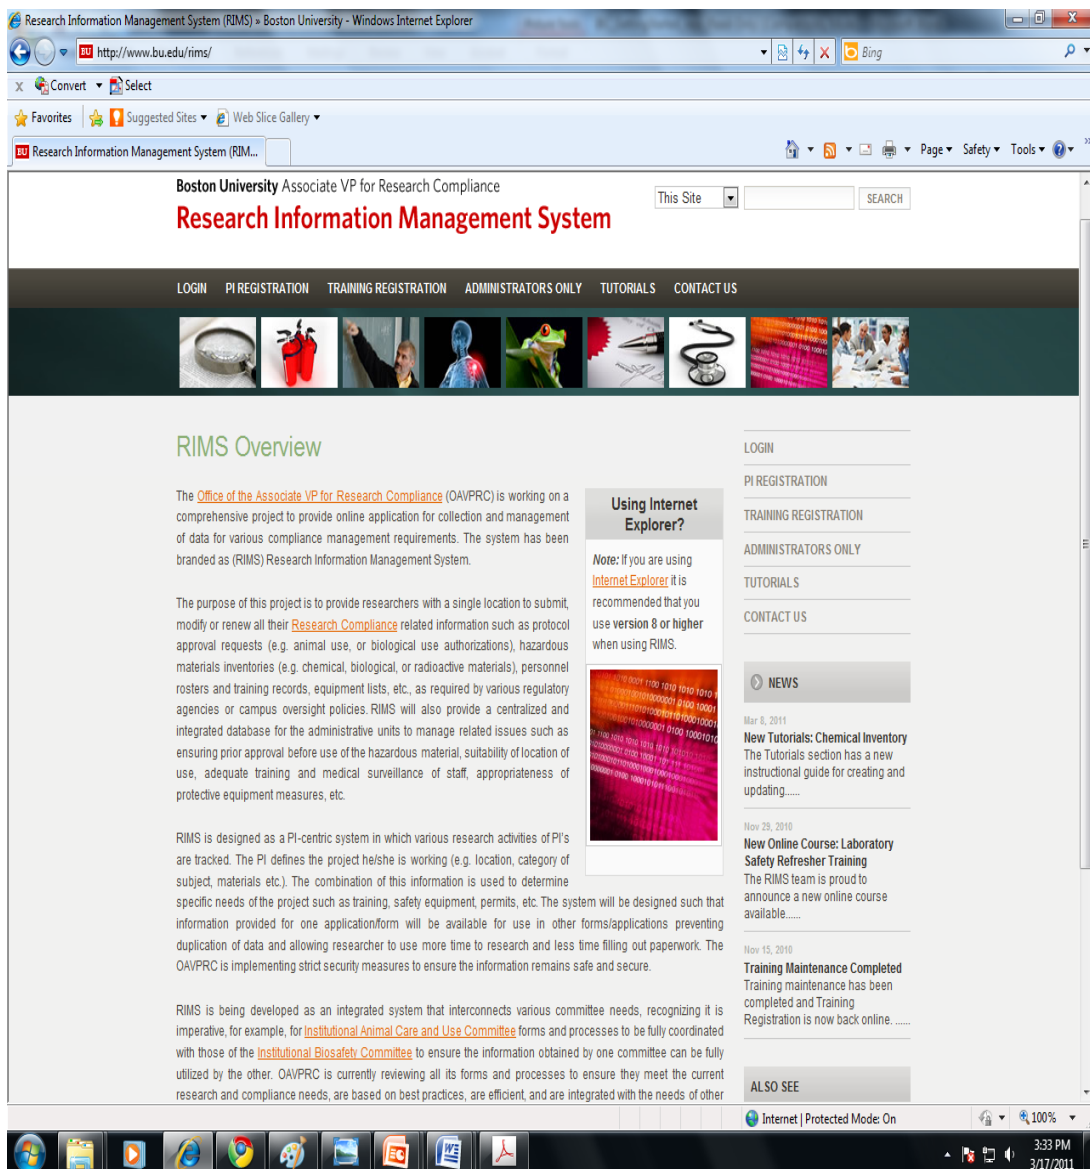 Research Information Management System (RIMS) » Boston University - Windows Internet Explorer
http://www.bu.edu/rims/
Bing
x Convert Select
Favorites Suggested Sites Web Slice Gallery
Research Information Management System (RIM...
Page Safety Tools
Boston University Associate VP for Research Compliance
Research Information Management System
This Site
SEARCH
LOGIN PI REGISTRATION TRAINING REGISTRATION ADMINISTRATORS ONLY TUTORIALS CONTACT US
RIMS Overview
The Office of the Associate VP for Research Compliance (OAVPRC) is working on a
comprehensive project to provide online application for collection and management
of data for various compliance management requirements. The system has been
branded as (RIMS) Research Information Management System.
The purpose of this project is to provide researchers with a single location to submit,
modify or renew all their Research Compliance related information such as protocol
approval requests (e.g. animal use, or biological use authorizations), hazardous
materials inventories (e.g. chemical, biological, or radioactive materials), personnel
rosters and training records, equipment lists, etc., as required by various regulatory
agencies or campus oversight policies. RIMS will also provide a centralized and
integrated database for the administrative units to manage related issues such as
ensuring prior approval before use of the hazardous material, suitability of location of
use, adequate training and medical surveillance of staff, appropriateness of
protective equipment measures, etc.
RIMS is designed as a PI-centric system in which various research activities of PI's
are tracked. The PI defines the project he/she is working (e.g. location, category of
subject, materials etc.). The combination of this information is used to determine
specific needs of the project such as training, safety equipment, permits, etc. The system will be designed such that
information provided for one application/form will be available for use in other forms/applications preventing
duplication of data and allowing researcher to use more time to research and less time filling out paperwork. The
OAVPRC is implementing strict security measures to ensure the information remains safe and secure.
RIMS is being developed as an integrated system that interconnects various committee needs, recognizing it is
imperative, for example, for Institutional Animal Care and Use Committee forms and processes to be fully coordinated
with those of the Institutional Biosafety Committee to ensure the information obtained by one committee can be fully
utilized by the other. OAVPRC is currently reviewing all its forms and processes to ensure they meet the current
research and compliance needs, are based on best practices, are efficient, and are integrated with the needs of other
Using Internet
Explorer?
Note: If you are using
Internet Explorer it is
recommended that you
use version 8 or higher
when using RIMS.
LOGIN
PI REGISTRATION
TRAINING REGISTRATION
ADMINISTRATORS ONLY
TUTORIALS
CONTACT US
NEWS
Mar 8, 2011
New Tutorials: Chemical Inventory
The Tutorials section has a new
instructional guide for creating and
updating......
Nov 29, 2010
New Online Course: Laboratory
Safety Refresher Training
The RIMS team is proud to
announce a new online course
available......
Nov 15, 2010
Training Maintenance Completed
Training maintenance has been
completed and Training
Registration is now back online. ......
ALSO SEE
Internet | Protected Mode: On
100%
3:33 PM
3/17/2011